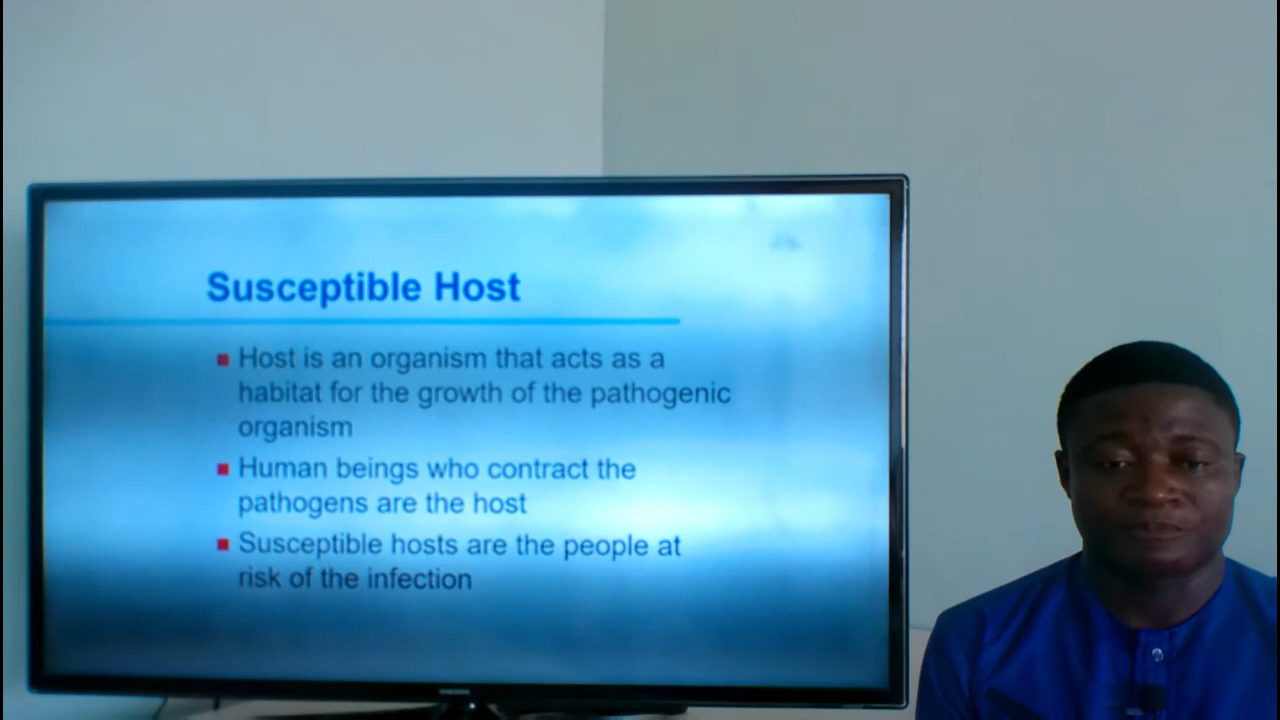 Susceptible Host
Host is an organism that acts as a
habitat for the growth of the pathogenic
organism
Human beings who contract the
pathogens are the host
Susceptible hosts are the people at
risk of the infection